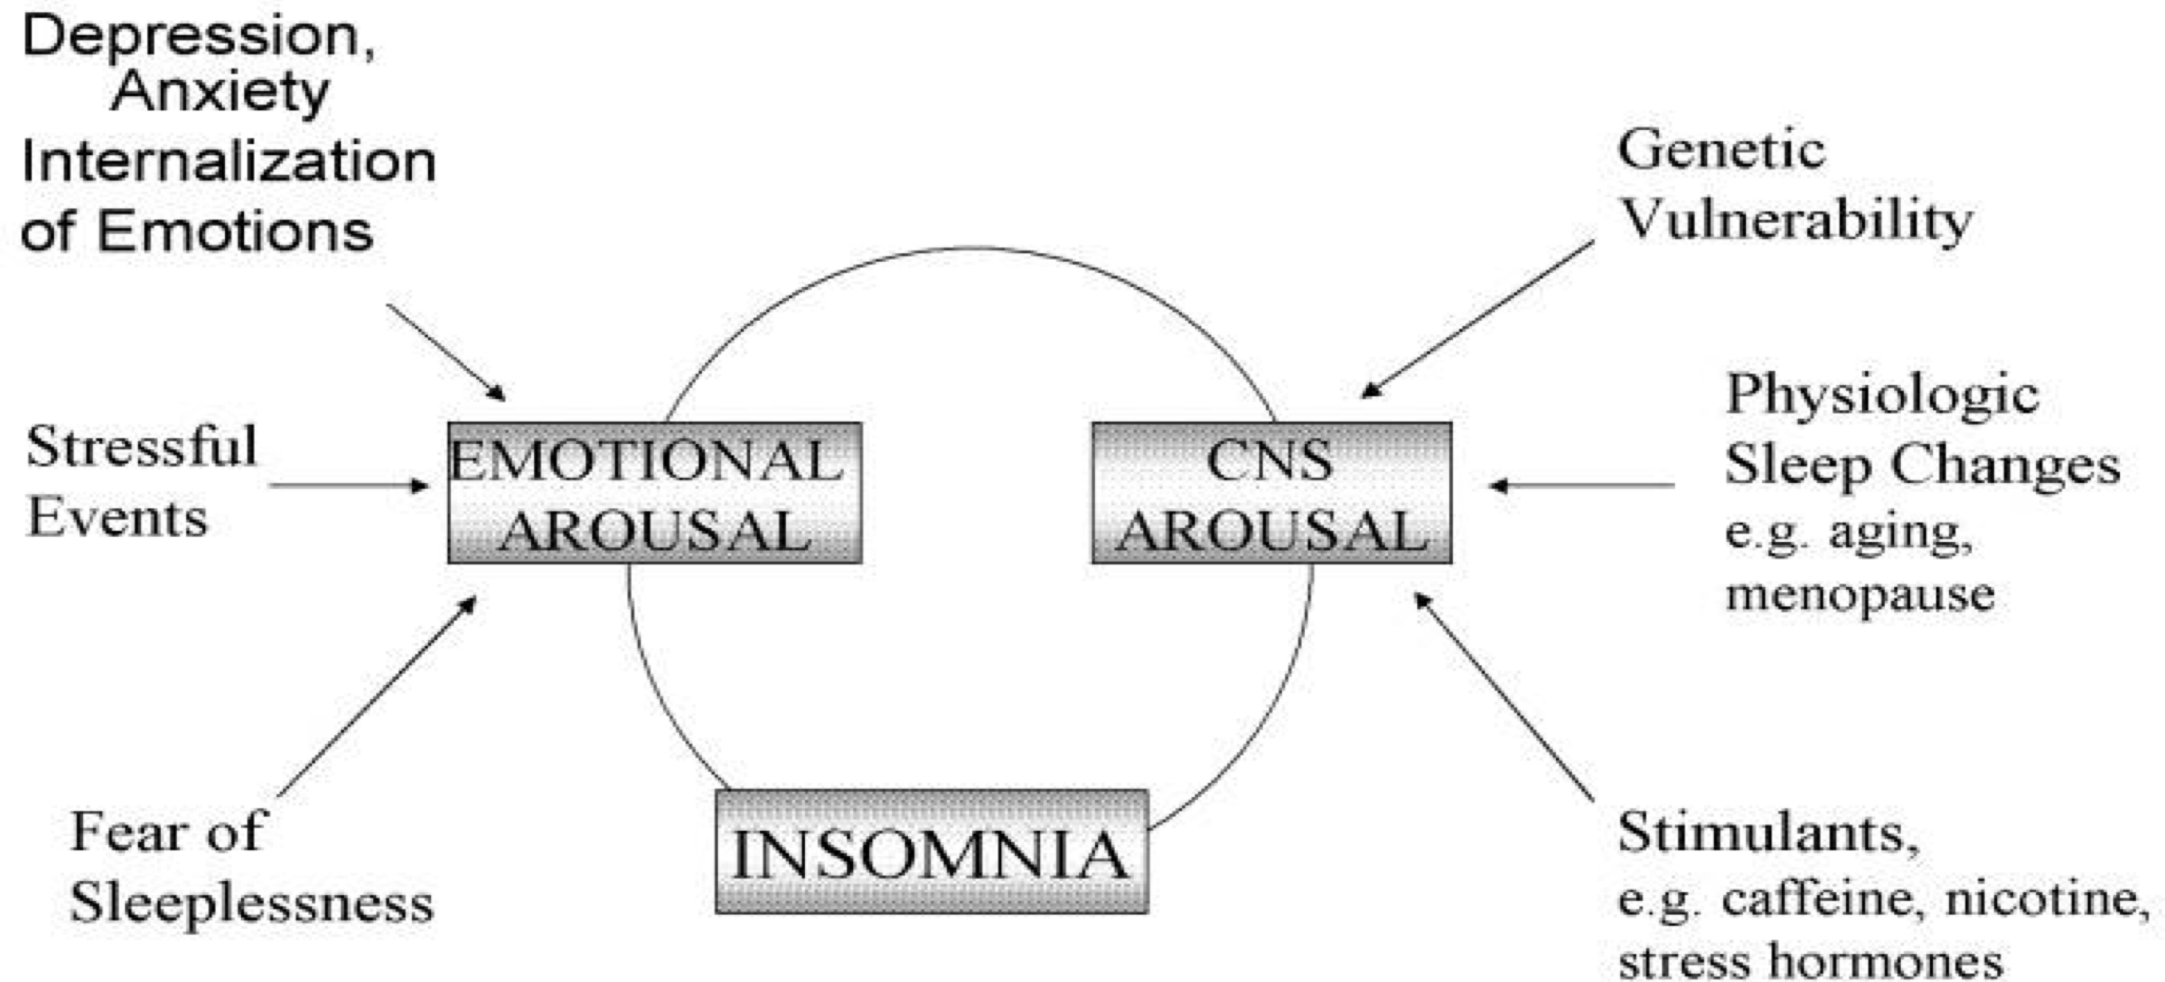 Depression,
Anxiety
Internalization
of Emotions
Stressful
Events
Fear of
Sleeplessness
EMOTIONAL
AROUSAL
CNS
AROUSAL
INSOMNIA
Genetic
Vulnerability
Physiologic
Sleep Changes
e.g. aging,
menopause
Stimulants,
e.g. caffeine, nicotine,
stress hormones